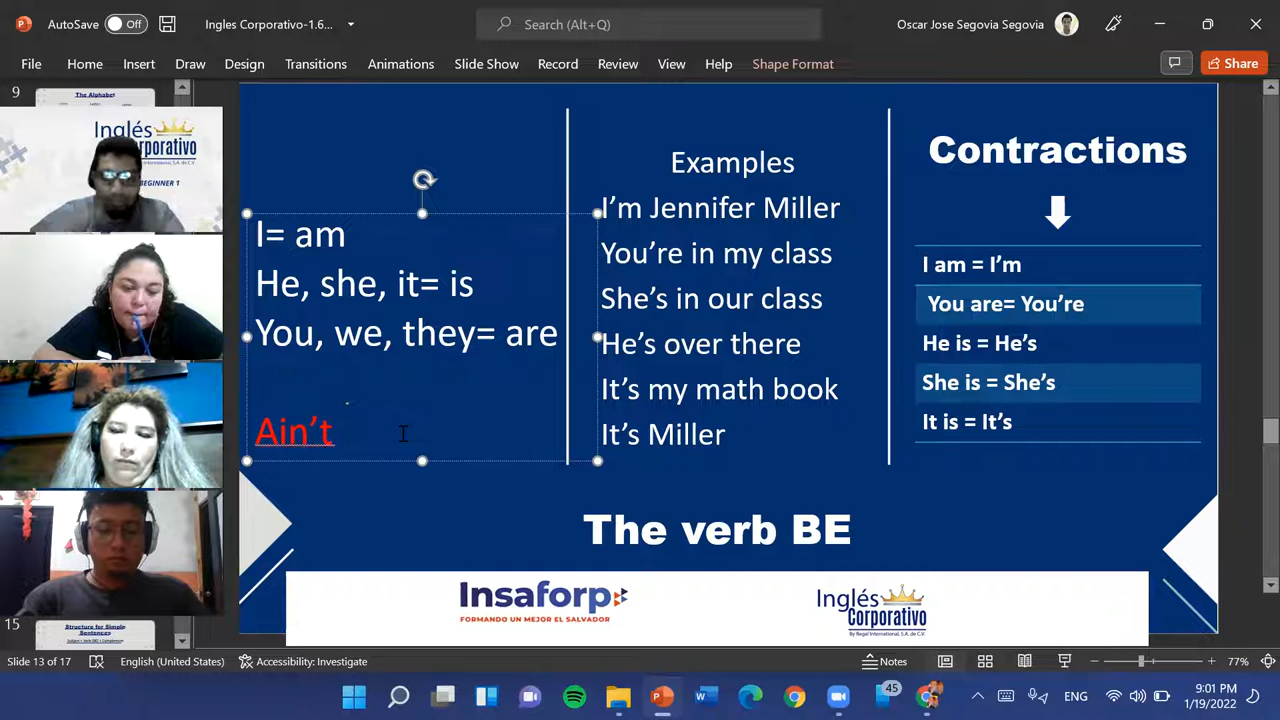 AutoSave Off Ingles Corporativo-1.6... Search (Alt+Q) Oscar Jose Segovia Segovia
File Home Insert Draw Design Transitions Animations Slide Show Record Review View Help Shape Format Share
9
The Alphabet
Inglés
Corporativo
BEGINNER 1
15
Structure for Simple
Sentences
I= am
He, she, it= is
You, we, they= are
Ain't
Examples
I'm Jennifer Miller
You're in my class
She's in our class
He's over there
It's my math book
It's Miller
Contractions
I am = I'm
You are= You're
He is = He's
She is = She's
It is = It's
The verb BE
Insaforp
FORMANDO UN MEJOR EL SALVADOR
Inglés
Corporativo
By Regal International, S.A. de C.V.
Slide 13 of 17 English (United States) Accessibility: Investigate Notes 77%
45 ENG 9:01 PM
1/19/2022